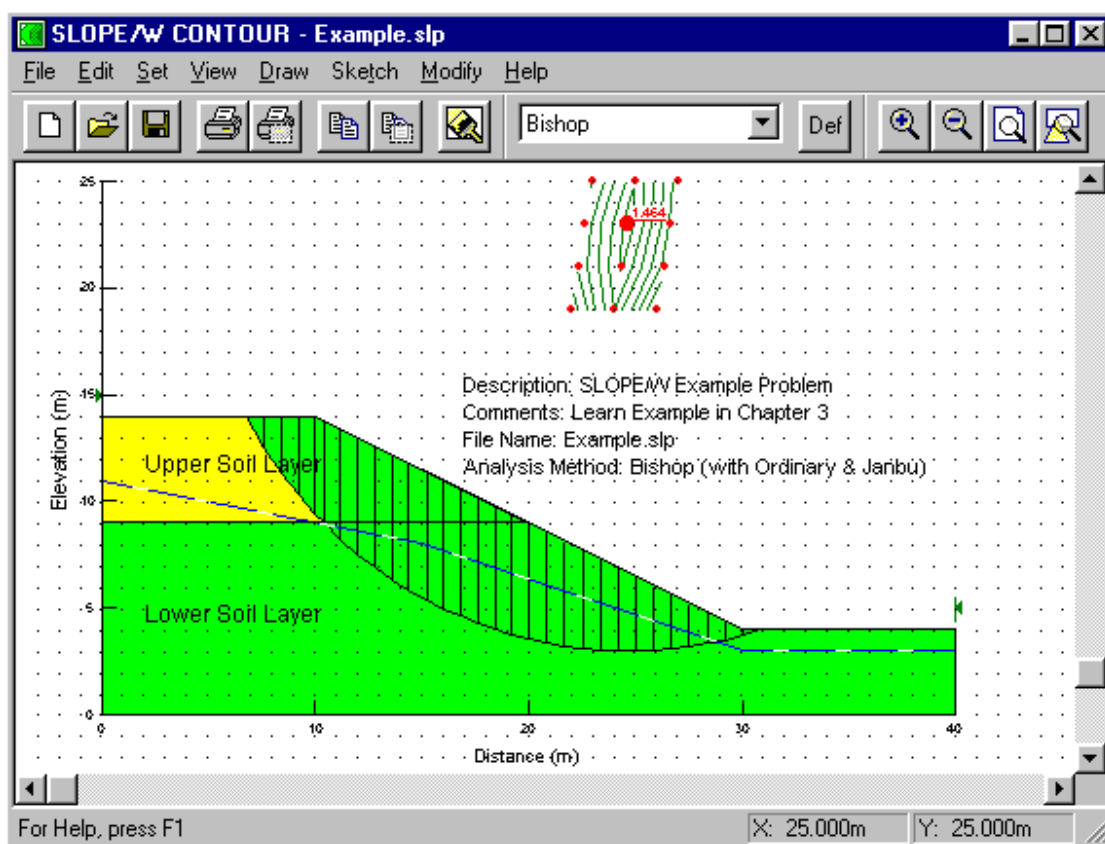 SLOPE/W CONTOUR - Example.slp
File Edit Set View Draw Sketch Modify Help
Bishop Def
25
1.464
20
Description: SLOPE/W Example Problem
15
Comments: Learn Example in Chapter 3
File Name: Example.slp
Analysis Method: Bishop (with Ordinary & Janbu)
Elevation (m)
Upper Soil Layer
10
Lower Soil Layer
5
0
0 10 20 30 40
Distance (m)
For Help, press F1 X: 25.000m Y: 25.000m